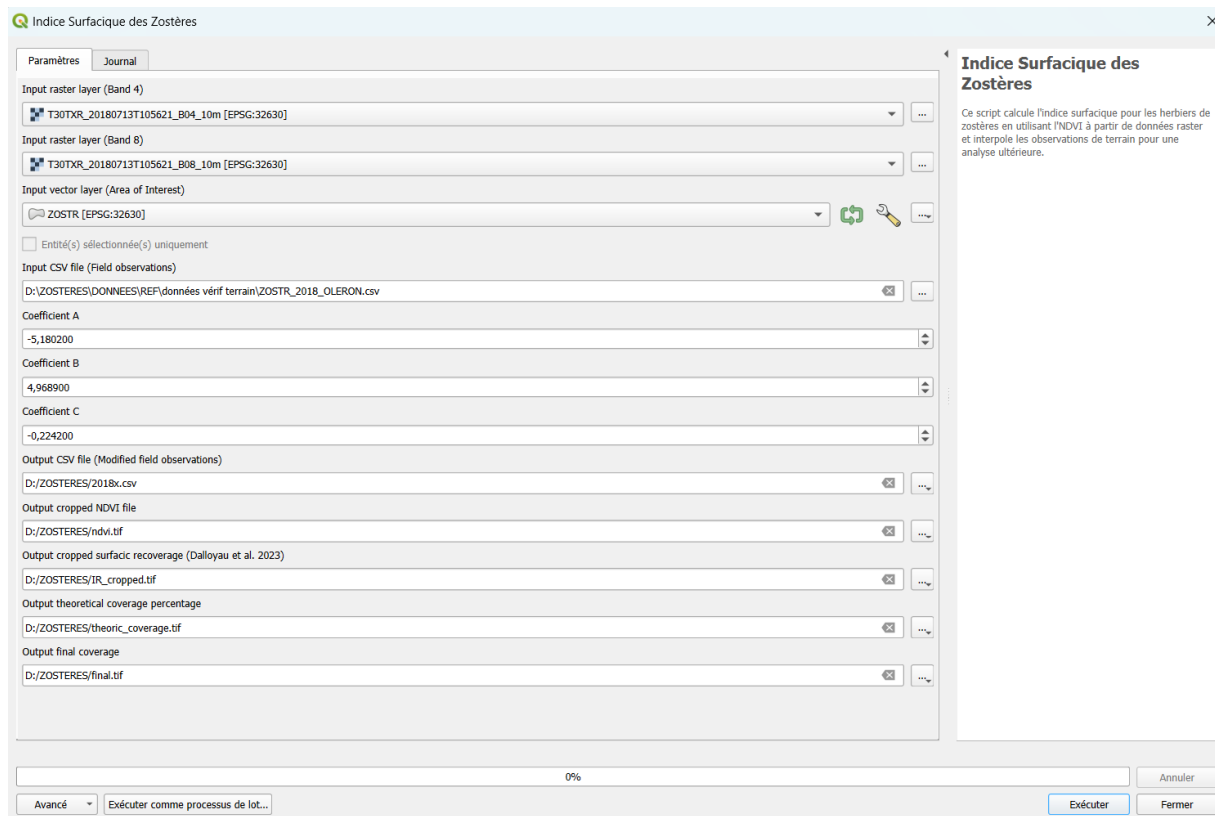 Indice Surfacique des Zostères
Paramètres
Journal
Input raster layer (Band 4)
T30TXR_20180713T105621_B04_10m [EPSG:32630]
...
Input raster layer (Band 8)
T30TXR_20180713T105621_B08_10m [EPSG:32630]
...
Input vector layer (Area of Interest)
ZOSTR [EPSG:32630]
...
Entité(s) sélectionnée(s) uniquement
Input CSV file (Field observations)
D:\ZOSTERES\DONNEES\REF\données vérif terrain\ZOSTR_2018_OLERON.csv
...
Coefficient A
-5,180200
Coefficient B
4,968900
Coefficient C
-0,224200
Output CSV file (Modified field observations)
D:/ZOSTERES/2018x.csv
...
Output cropped NDVI file
D:/ZOSTERES/ndvi.tif
...
Output cropped surfacic recoverage (Dalloyau et al. 2023)
D:/ZOSTERES/IR_cropped.tif
...
Output theoretical coverage percentage
D:/ZOSTERES/theoric_coverage.tif
...
Output final coverage
D:/ZOSTERES/final.tif
...
Indice Surfacique des
Zostères
Ce script calcule l'indice surfacique pour les herbiers de
zostères en utilisant l'NDVI à partir de données raster
et interpole les observations de terrain pour une
analyse ultérieure.
0%
Annuler
Avancé
Exécuter comme processus de lot...
Exécuter
Fermer